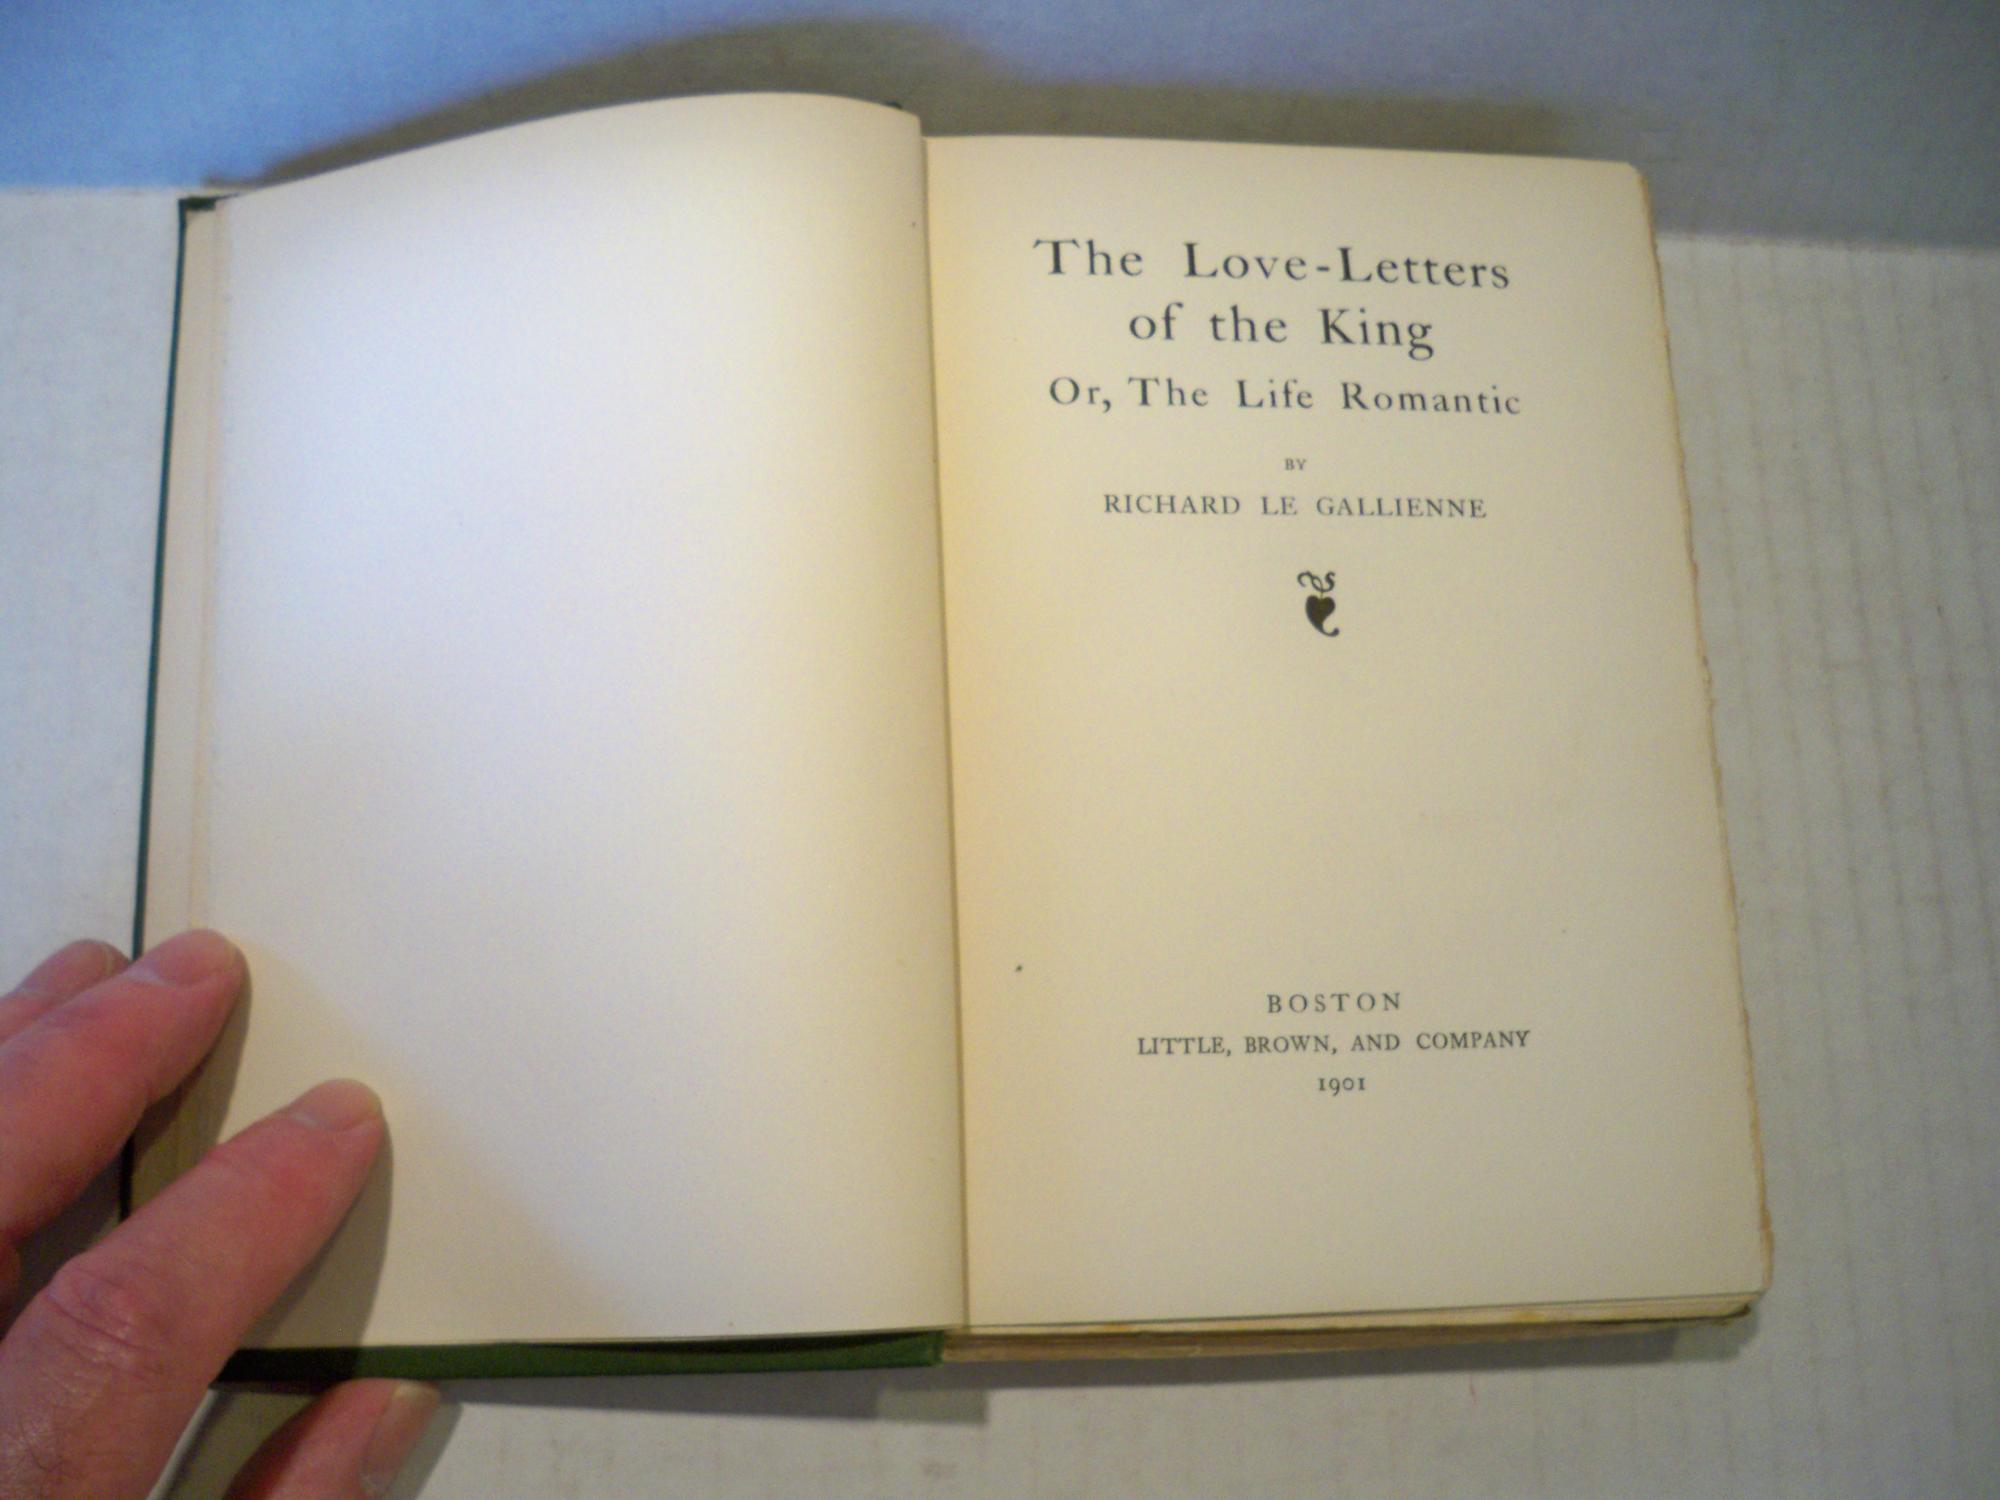 The Love-Letters
of the King
Or, The Life Romantic
BY
RICHARD LE GALLIENNE
BOSTON
LITTLE, BROWN, AND COMPANY
1901